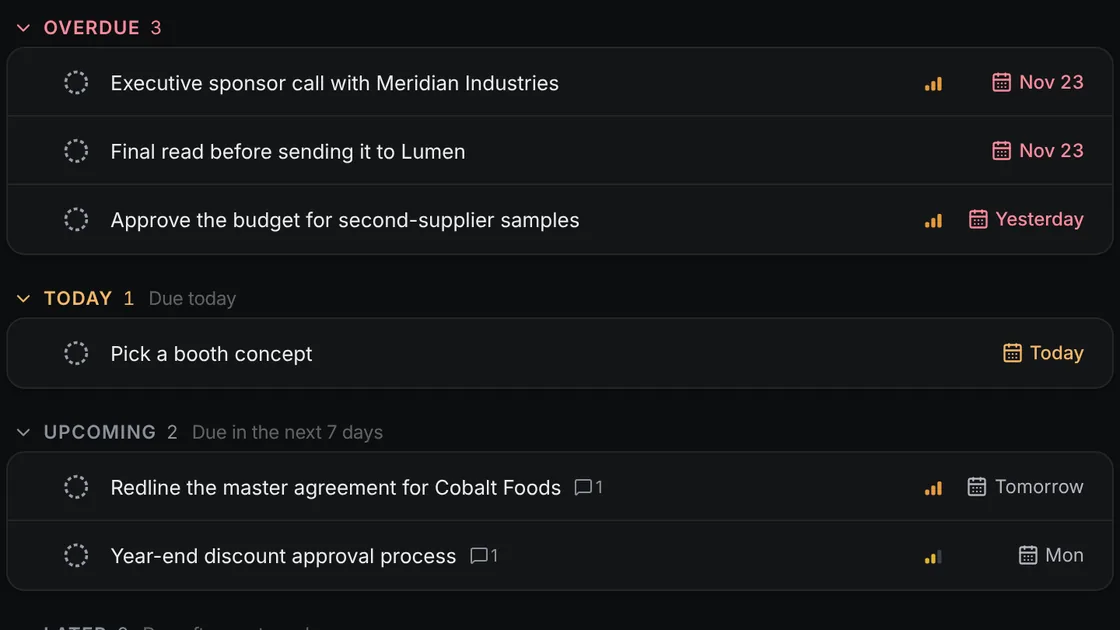 OVERDUE 3
Executive sponsor call with Meridian Industries Nov 23
Final read before sending it to Lumen Nov 23
Approve the budget for second-supplier samples Yesterday
TODAY 1 Due today
Pick a booth concept Today
UPCOMING 2 Due in the next 7 days
Redline the master agreement for Cobalt Foods 1 Tomorrow
Year-end discount approval process 1 Mon
LATER